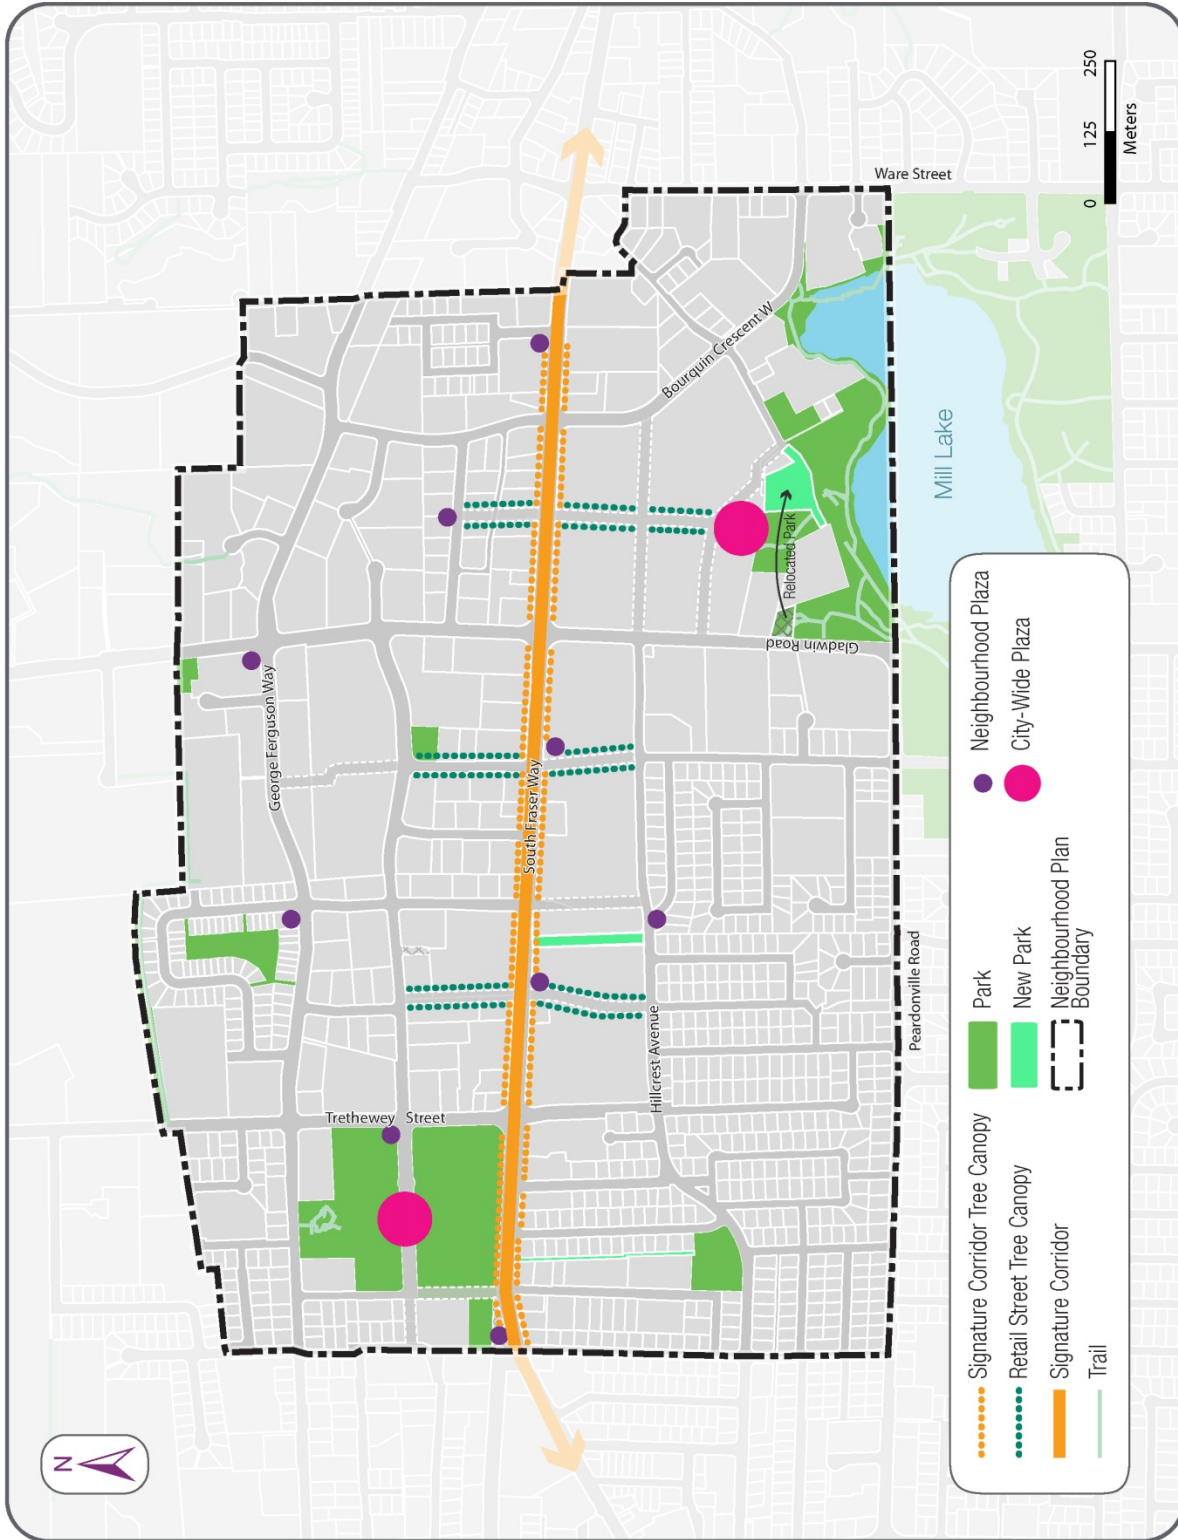 N
George Ferguson Way
Trethewey Street
South Fraser Way
Hillcrest Avenue
Bourquin Crescent W
Gladwin Road
Relocated Park
Ware Street
Peardonville Road
Mill Lake
0 125 250
Meters
Signature Corridor Tree Canopy
Retail Street Tree Canopy
Signature Corridor
Trail
Park
New Park
Neighbourhood Plan
Boundary
Neighbourhood Plaza
City-Wide Plaza